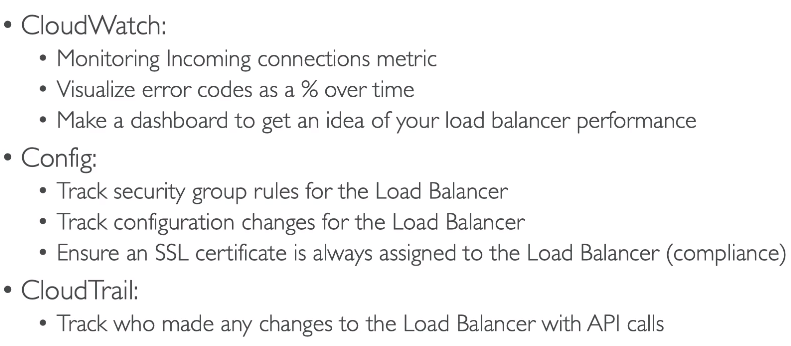 • CloudWatch:
• Monitoring Incoming connections metric
• Visualize error codes as a % over time
• Make a dashboard to get an idea of your load balancer performance
• Config:
• Track security group rules for the Load Balancer
• Track configuration changes for the Load Balancer
• Ensure an SSL certificate is always assigned to the Load Balancer (compliance)
• CloudTrail:
• Track who made any changes to the Load Balancer with API calls